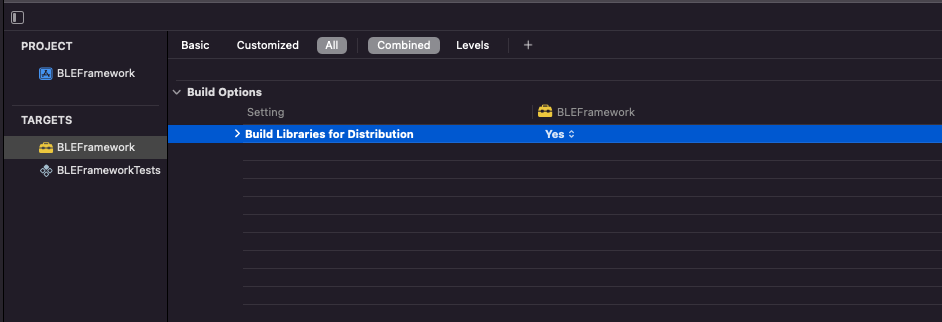 PROJECT
BLEFramework
TARGETS
BLEFramework
BLEFrameworkTests
Basic Customized All Combined Levels +
Build Options
Setting BLEFramework
Build Libraries for Distribution Yes